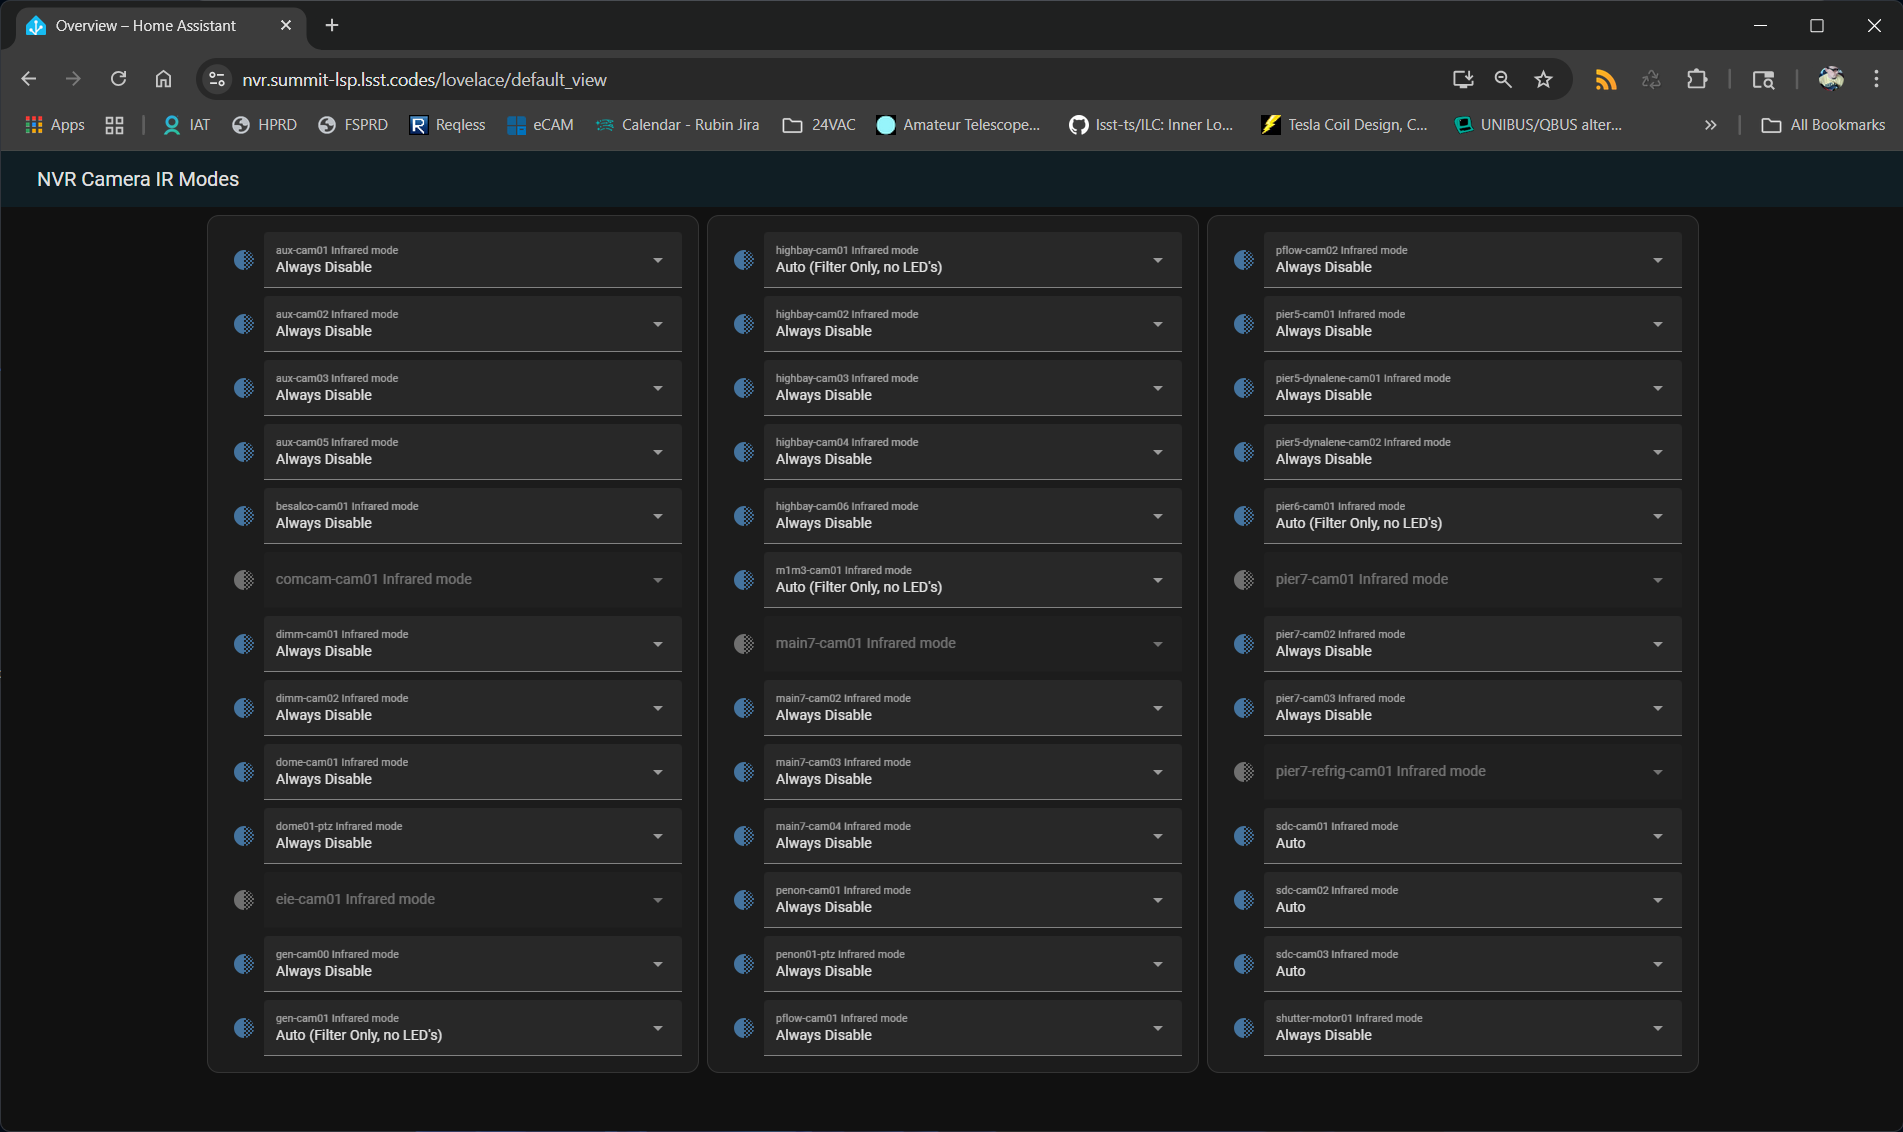 Overview – Home Assistant
nvr.summit-lsp.lsst.codes/lovelace/default_view
Apps
IAT
HPRD
FSPRD
Reqless
eCAM
Calendar - Rubin Jira
24VAC
Amateur Telescope...
lsst-ts/ILC: Inner Lo...
Tesla Coil Design, C...
UNIBUS/QBUS alter...
All Bookmarks
NVR Camera IR Modes
aux-cam01 Infrared mode
Always Disable
aux-cam02 Infrared mode
Always Disable
aux-cam03 Infrared mode
Always Disable
aux-cam05 Infrared mode
Always Disable
besalco-cam01 Infrared mode
Always Disable
comcam-cam01 Infrared mode
dimm-cam01 Infrared mode
Always Disable
dimm-cam02 Infrared mode
Always Disable
dome-cam01 Infrared mode
Always Disable
dome01-ptz Infrared mode
Always Disable
eie-cam01 Infrared mode
gen-cam00 Infrared mode
Always Disable
gen-cam01 Infrared mode
Auto (Filter Only, no LED's)
highbay-cam01 Infrared mode
Auto (Filter Only, no LED's)
highbay-cam02 Infrared mode
Always Disable
highbay-cam03 Infrared mode
Always Disable
highbay-cam04 Infrared mode
Always Disable
highbay-cam06 Infrared mode
Always Disable
m1m3-cam01 Infrared mode
Auto (Filter Only, no LED's)
main7-cam01 Infrared mode
main7-cam02 Infrared mode
Always Disable
main7-cam03 Infrared mode
Always Disable
main7-cam04 Infrared mode
Always Disable
penon-cam01 Infrared mode
Always Disable
penon01-ptz Infrared mode
Always Disable
pflow-cam01 Infrared mode
Always Disable
pflow-cam02 Infrared mode
Always Disable
pier5-cam01 Infrared mode
Always Disable
pier5-dynalene-cam01 Infrared mode
Always Disable
pier5-dynalene-cam02 Infrared mode
Always Disable
pier6-cam01 Infrared mode
Auto (Filter Only, no LED's)
pier7-cam01 Infrared mode
pier7-cam02 Infrared mode
Always Disable
pier7-cam03 Infrared mode
Always Disable
pier7-refrig-cam01 Infrared mode
sdc-cam01 Infrared mode
Auto
sdc-cam02 Infrared mode
Auto
sdc-cam03 Infrared mode
Auto
shutter-motor01 Infrared mode
Always Disable